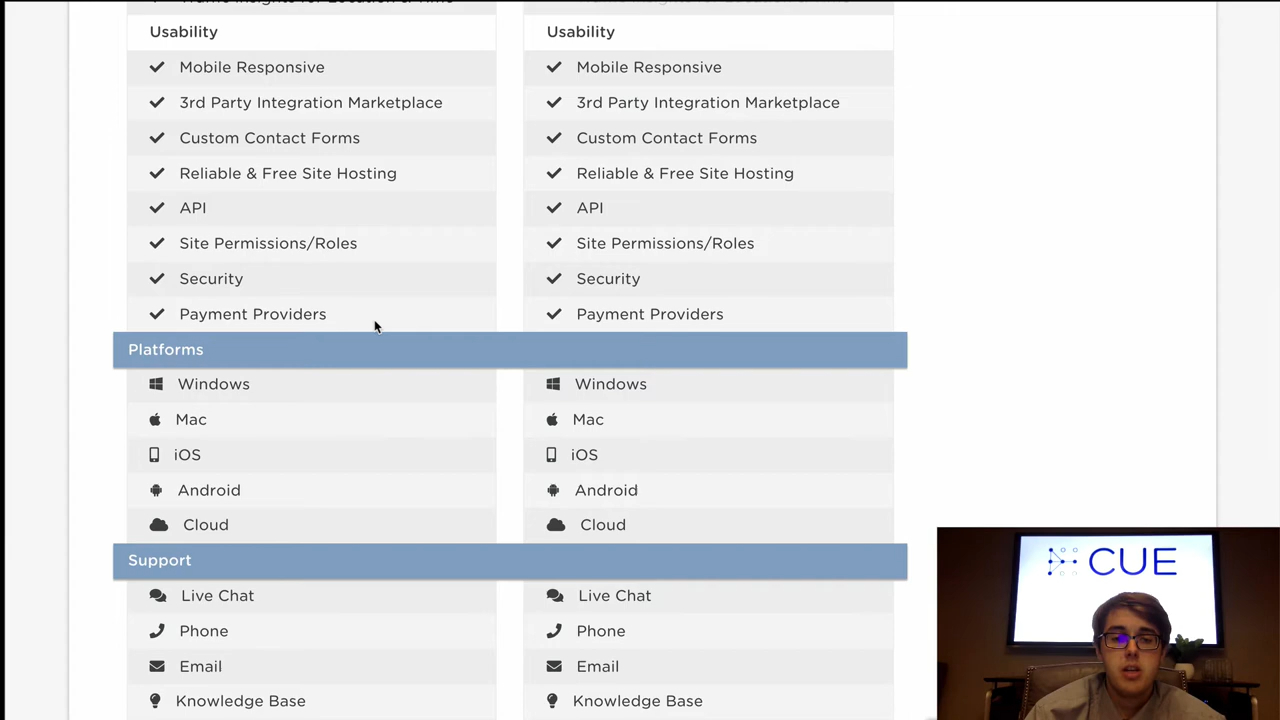 Usability
Usability
Mobile Responsive
Mobile Responsive
3rd Party Integration Marketplace
3rd Party Integration Marketplace
Custom Contact Forms
Custom Contact Forms
Reliable & Free Site Hosting
Reliable & Free Site Hosting
API
API
Site Permissions/Roles
Site Permissions/Roles
Security
Security
Payment Providers
Payment Providers
Platforms
Windows
Windows
Mac
Mac
iOS
iOS
Android
Android
Cloud
Cloud
Support
CUE
Live Chat
Live Chat
Phone
Phone
Email
Email
Knowledge Base
Knowledge Base